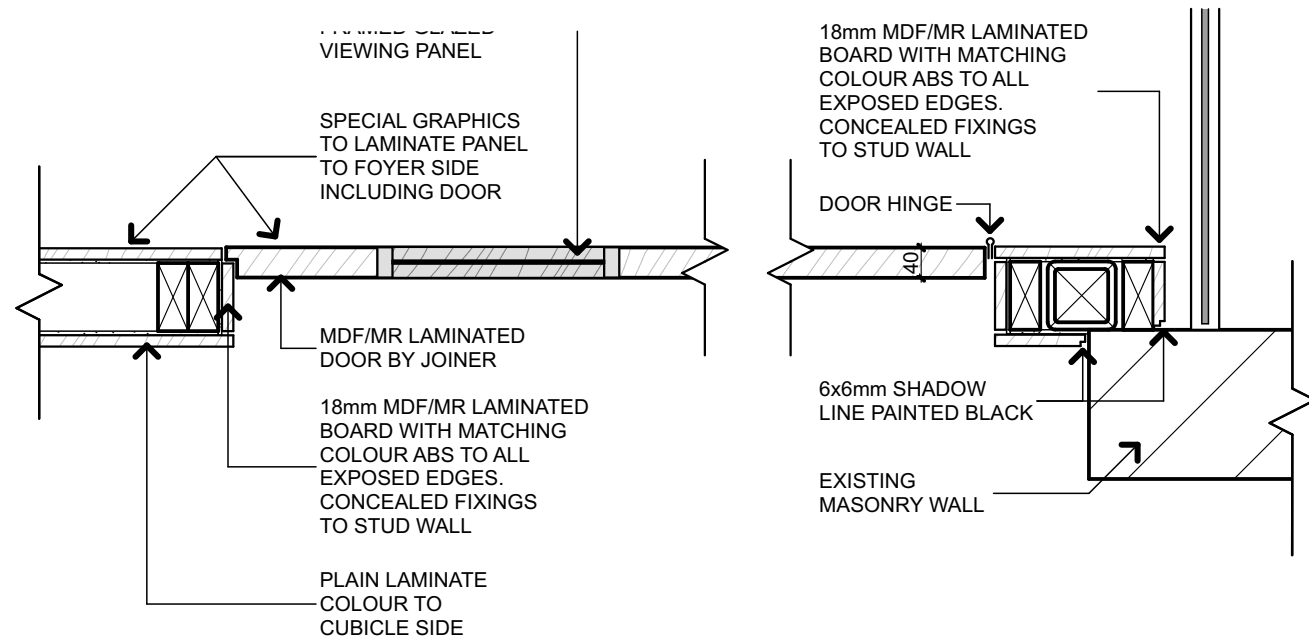 VIEWING PANEL
SPECIAL GRAPHICS
TO LAMINATE PANEL
TO FOYER SIDE
INCLUDING DOOR
MDF/MR LAMINATED
DOOR BY JOINER
18mm MDF/MR LAMINATED
BOARD WITH MATCHING
COLOUR ABS TO ALL
EXPOSED EDGES.
CONCEALED FIXINGS
TO STUD WALL
PLAIN LAMINATE
COLOUR TO
CUBICLE SIDE
18mm MDF/MR LAMINATED
BOARD WITH MATCHING
COLOUR ABS TO ALL
EXPOSED EDGES.
CONCEALED FIXINGS
TO STUD WALL
DOOR HINGE
40
6x6mm SHADOW
LINE PAINTED BLACK
EXISTING
MASONRY WALL